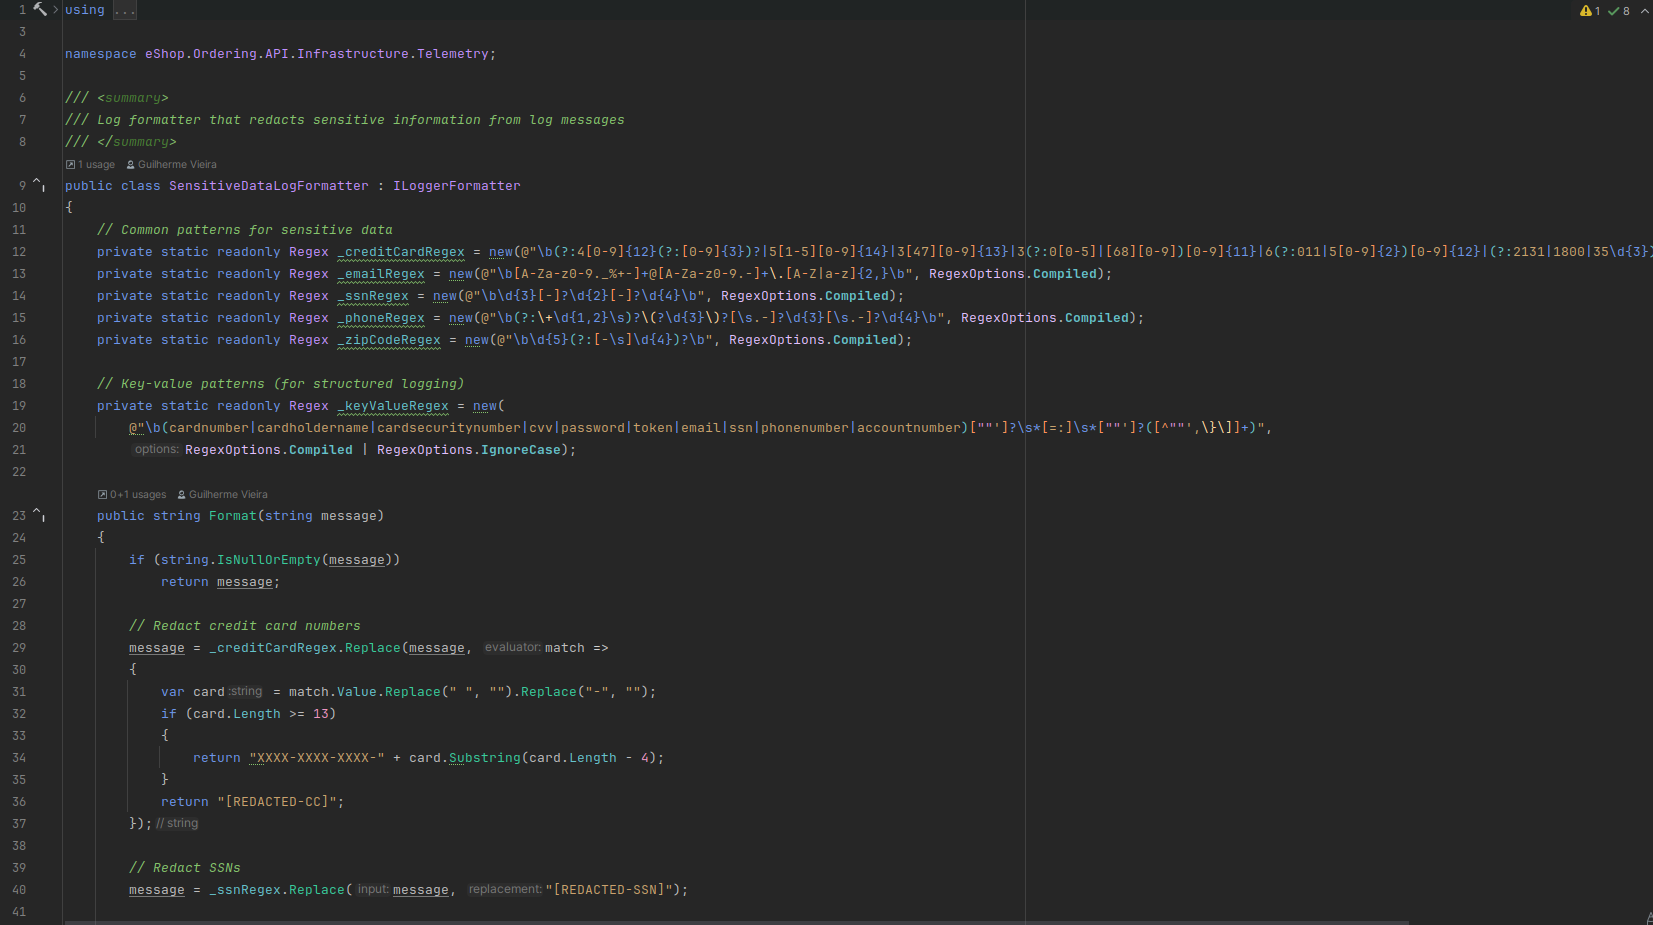 1 using ...
1 8
3
4 namespace eShop.Ordering.API.Infrastructure.Telemetry;
5
6 /// <summary>
7 /// Log formatter that redacts sensitive information from log messages
8 /// </summary>
1 usage Guilherme Vieira
9 public class SensitiveDataLogFormatter : ILoggerFormatter
10 {
11 // Common patterns for sensitive data
12 private static readonly Regex _creditCardRegex = new(@"\b(?:4[0-9]{12}(?:[0-9]{3})?|5[1-5][0-9]{14}|3[47][0-9]{13}|3(?:0[0-5]|[68][0-9])[0-9]{11}|6(?:011|5[0-9]{2})[0-9]{12}|(?:2131|1800|35\d{3})
13 private static readonly Regex _emailRegex = new(@"\b[A-Za-z0-9._%+-]+@[A-Za-z0-9.-]+\.[A-Z|a-z]{2,}\b", RegexOptions.Compiled);
14 private static readonly Regex _ssnRegex = new(@"\b\d{3}[-]?\d{2}[-]?\d{4}\b", RegexOptions.Compiled);
15 private static readonly Regex _phoneRegex = new(@"\b(?:\+\d{1,2}\s)?\(?\d{3}\)?[\s.-]?\d{3}[\s.-]?\d{4}\b", RegexOptions.Compiled);
16 private static readonly Regex _zipCodeRegex = new(@"\b\d{5}(?:[-\s]\d{4})?\b", RegexOptions.Compiled);
17
18 // Key-value patterns (for structured logging)
19 private static readonly Regex _keyValueRegex = new(
20 @"\b(cardnumber|cardholdername|cardsecuritynumber|cvv|password|token|email|ssn|phonenumber|accountnumber)[""']?\s*[=:]\s*[""']?([^""',\}\]]+)",
21 options: RegexOptions.Compiled | RegexOptions.IgnoreCase);
22
0+1 usages Guilherme Vieira
23 public string Format(string message)
24 {
25 if (string.IsNullOrEmpty(message))
26 return message;
27
28 // Redact credit card numbers
29 message = _creditCardRegex.Replace(message, evaluator: match =>
30 {
31 var card :string = match.Value.Replace(" ", "").Replace("-", "");
32 if (card.Length >= 13)
33 {
34 return "XXXX-XXXX-XXXX-" + card.Substring(card.Length - 4);
35 }
36 return "[REDACTED-CC]";
37 }); // string
38
39 // Redact SSNs
40 message = _ssnRegex.Replace( input: message, replacement: "[REDACTED-SSN]");
41